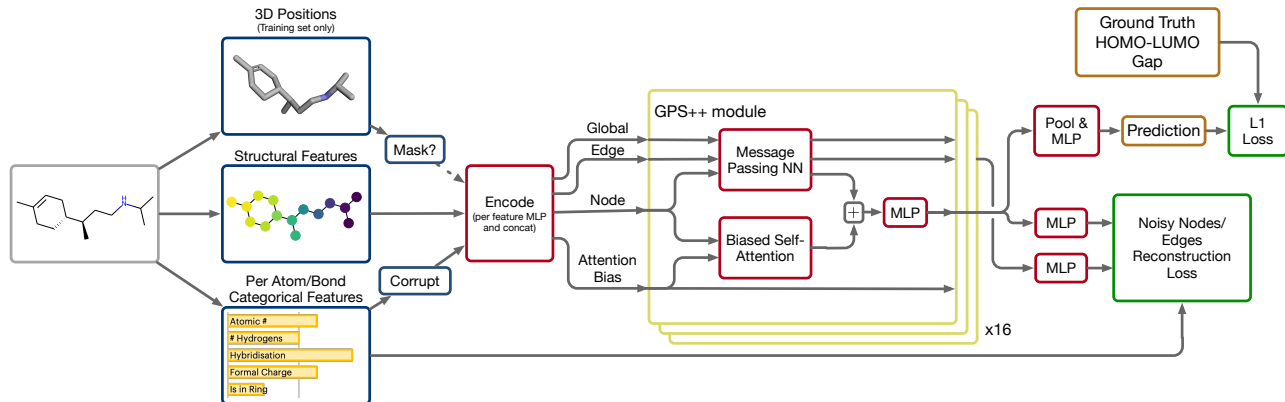 3D Positions
(Training set only)
Mask?
Structural Features
H
N
Per Atom/Bond
Categorical Features
Atomic #
# Hydrogens
Hybridisation
Formal Charge
Is in Ring
Corrupt
Encode
(per feature MLP
and concat)
Global
Edge
Node
Attention
Bias
GPS++ module
Message
Passing NN
Biased Self-
Attention
+
MLP
x16
Pool &
MLP
Prediction
Ground Truth
HOMO-LUMO
Gap
L1
Loss
MLP
MLP
Noisy Nodes/
Edges
Reconstruction
Loss